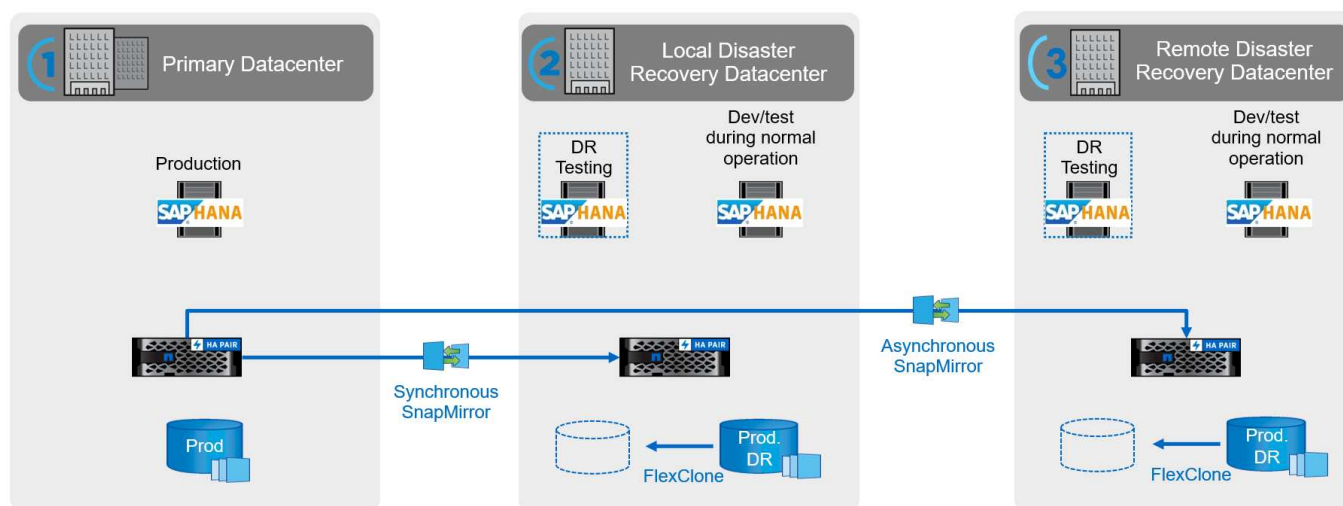 1
Primary Datacenter
2
Local Disaster
Recovery Datacenter
3
Remote Disaster
Recovery Datacenter
Production
SAP HANA
DR
Testing
SAP HANA
Dev/test
during normal
operation
SAP HANA
DR
Testing
SAP HANA
Dev/test
during normal
operation
SAP HANA
HA PAIR
Synchronous
SnapMirror
HA PAIR
Asynchronous
SnapMirror
HA PAIR
Prod
FlexClone
Prod.
DR
FlexClone
Prod.
DR